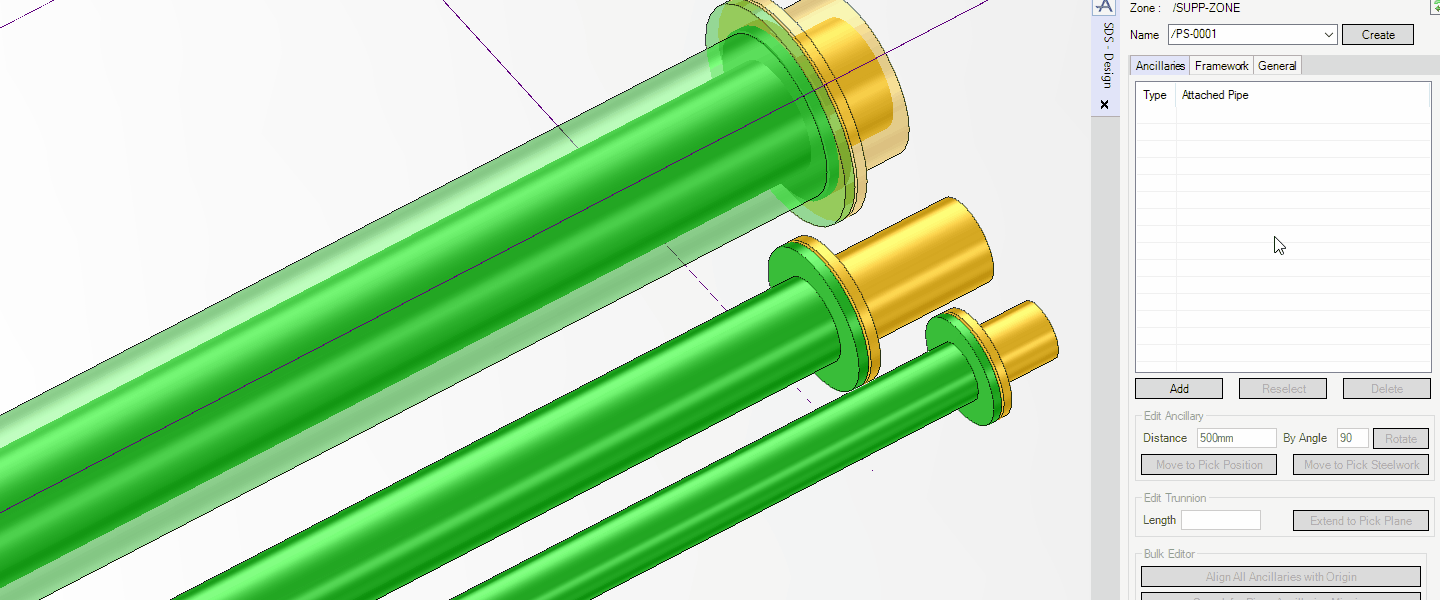 Zone : /SUPP-ZONE
Name /PS-0001 Create
SDS - Design
Ancillaries Framework General
Type Attached Pipe
Add Reselect Delete
Edit Ancillary
Distance 500mm By Angle 90 Rotate
Move to Pick Position Move to Pick Steelwork
Edit Trunnion
Length Extend to Pick Plane
Bulk Editor
Align All Ancillaries with Origin